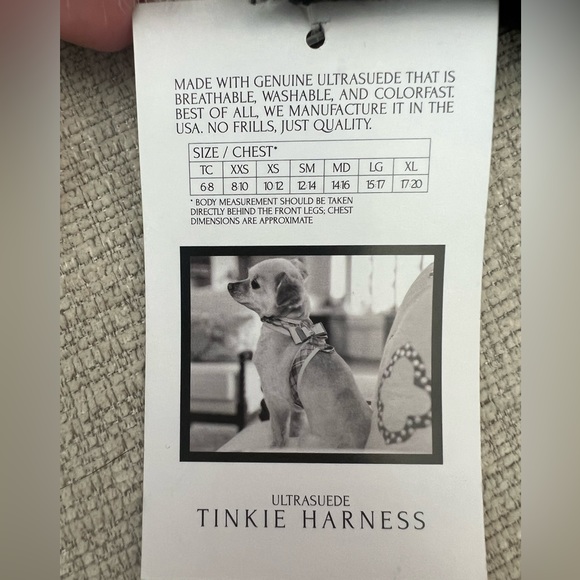 MADE WITH GENUINE ULTRASUEDE THAT IS
BREATHABLE, WASHABLE, AND COLORFAST.
BEST OF ALL, WE MANUFACTURE IT IN THE
USA. NO FRILLS, JUST QUALITY.
SIZE / CHEST*
TC XXS XS SM MD LG XL
6-8 8-10 10-12 12-14 14-16 15-17 17-20
* BODY MEASUREMENT SHOULD BE TAKEN
DIRECTLY BEHIND THE FRONT LEGS; CHEST
DIMENSIONS ARE APPROXIMATE
ULTRASUEDE
TINKIE HARNESS